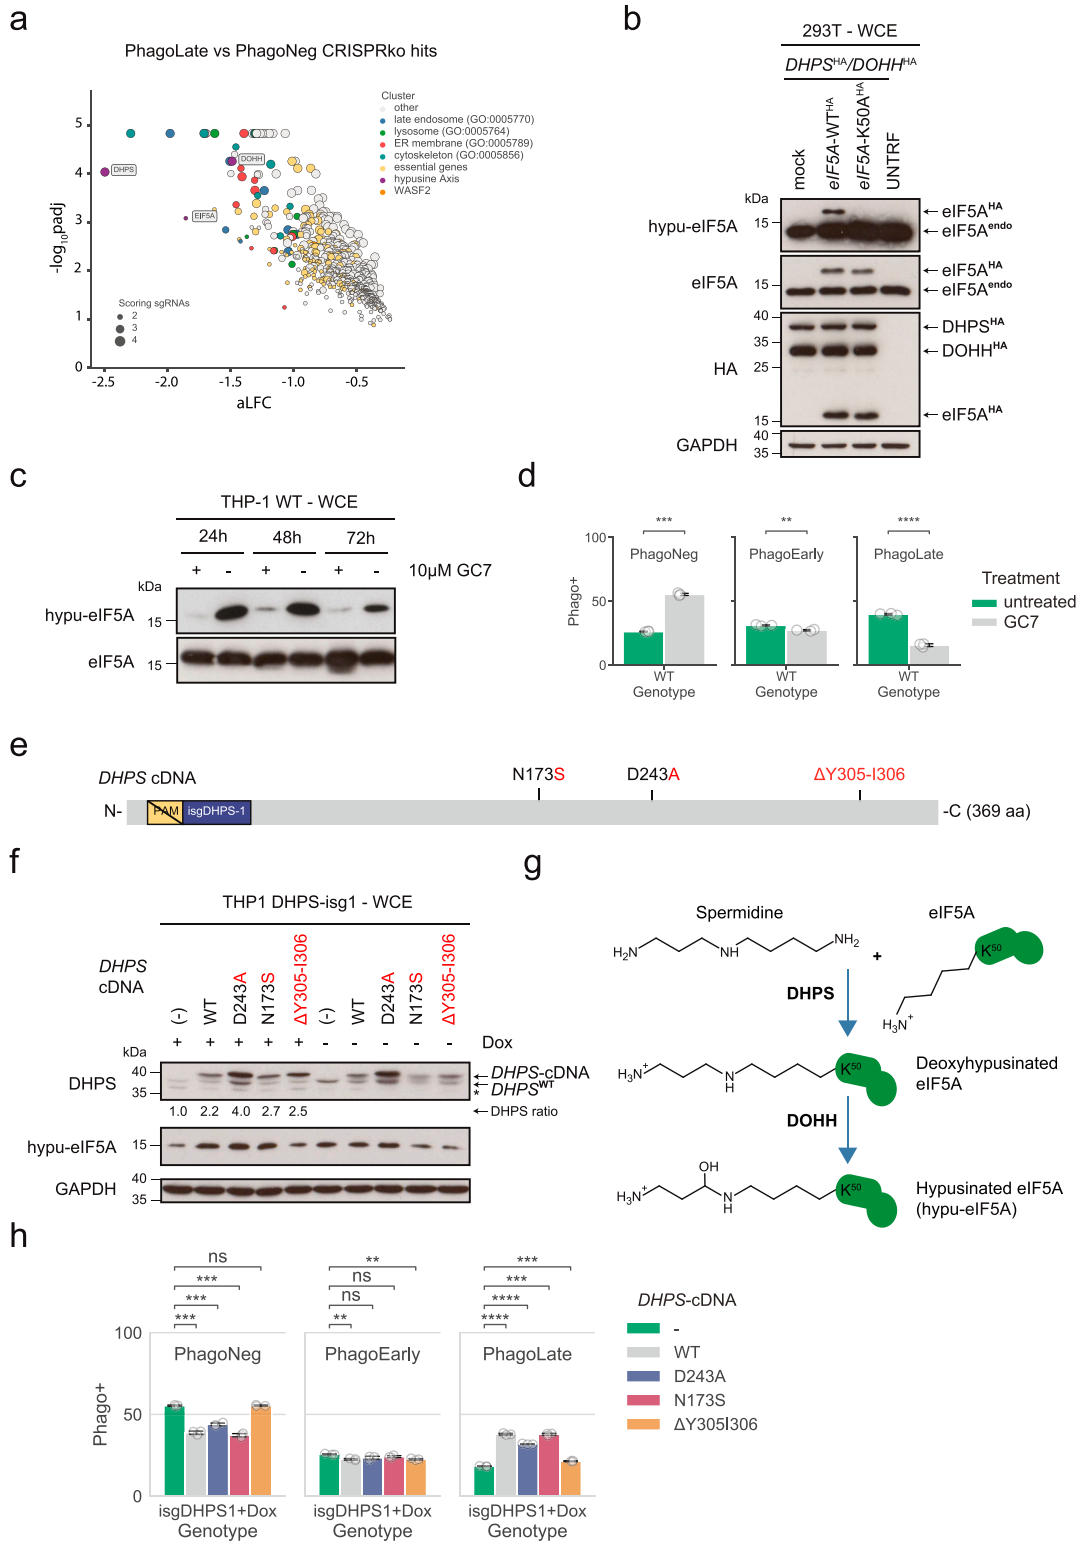 a
PhagoLate vs PhagoNeg CRISPRko hits
Cluster
other
late endosome (GO:0005770)
lysosome (GO:0005764)
ER membrane (GO:0005789)
cytoskeleton (GO:0005856)
essential genes
hypusine Axis
WASF2
DHPS
DOHH
EIF5A
-log10padj
5
4
3
2
1
0
Scoring sgRNAs
2
3
4
-2.5
-2.0
-1.5
-1.0
-0.5
aLFC
b
293T - WCE
DHPSHA/DOHHHA
mock
eIF5A-WTHA
eIF5A-K50AHA
UNTRF
kDa
hypu-eIF5A
15
eIF5AHA
eIF5Aendo
eIF5A
15
eIF5AHA
eIF5Aendo
HA
40
35
25
15
DHPSHA
DOHHHA
eIF5AHA
GAPDH
40
35
c
THP-1 WT - WCE
24h 48h 72h
+ - + - + - 10µM GC7
kDa
hypu-eIF5A
15
eIF5A
15
d
*** ** ****
100
50
0
Phago+
PhagoNeg PhagoEarly PhagoLate
WT WT WT
Genotype Genotype Genotype
Treatment
untreated
GC7
e
DHPS cDNA
N173S D243A ΔY305-I306
N- PAM isgDHPS-1 -C (369 aa)
f
THP1 DHPS-isg1 - WCE
DHPS
cDNA
(-) WT D243A N173S ΔY305-I306 (-) WT D243A N173S ΔY305-I306
+ + + + + - - - - - Dox
kDa
DHPS
40
35
DHPS-cDNA
DHPSWT
*
1.0 2.2 4.0 2.7 2.5 DHPS ratio
hypu-eIF5A
15
GAPDH
40
35
g
Spermidine
eIF5A
H2N NH NH2
+
K50
H3N+
DHPS
H3N+ N H K50
Deoxyhypusinated
eIF5A
DOHH
OH
H3N+ N H K50
Hypusinated eIF5A
(hypu-eIF5A)
h
ns ** ***
*** ns ***
*** ns ****
*** ** ****
100
50
0
Phago+
PhagoNeg PhagoEarly PhagoLate
isgDHPS1+Dox isgDHPS1+Dox isgDHPS1+Dox
Genotype Genotype Genotype
DHPS-cDNA
-
WT
D243A
N173S
ΔY305I306